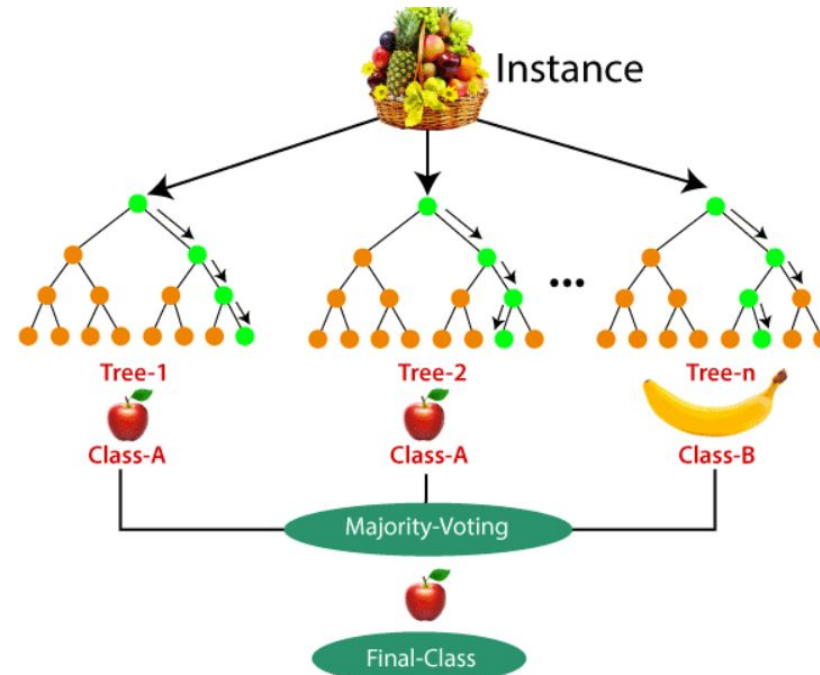 Instance
...
Tree-1
Tree-2
Tree-n
Class-A
Class-A
Class-B
Majority-Voting
Final-Class